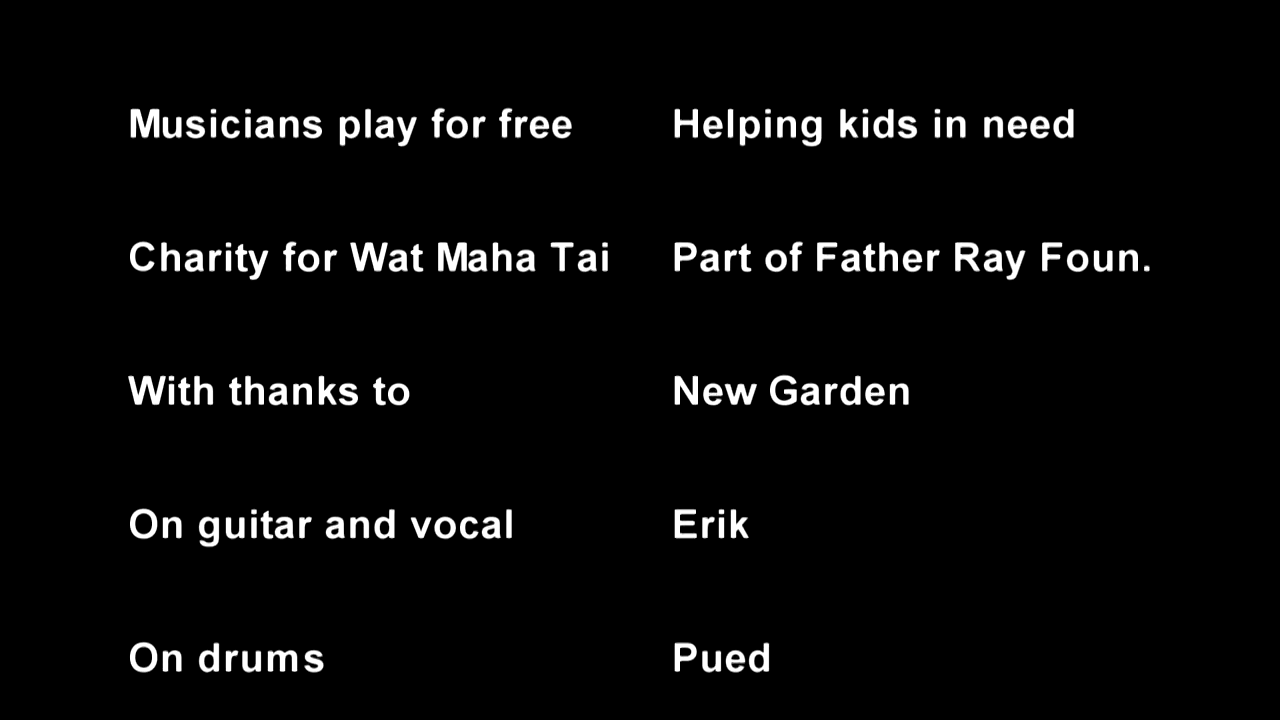 Musicians play for free Helping kids in need
Charity for Wat Maha Tai Part of Father Ray Foun.
With thanks to New Garden
On guitar and vocal Erik
On drums Pued